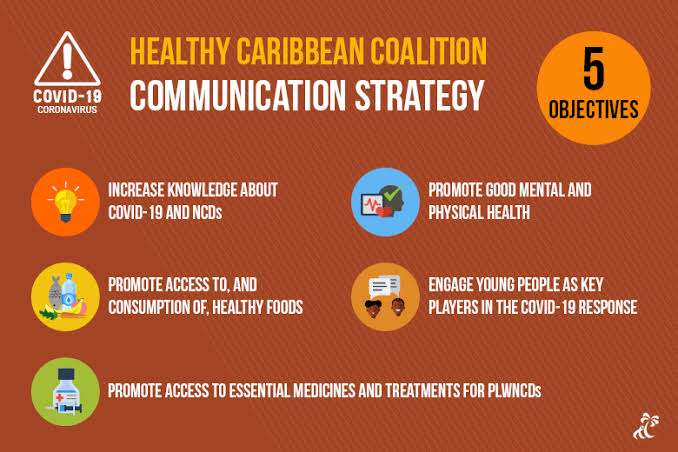 COVID-19
CORONAVIRUS
HEALTHY CARIBBEAN COALITION
COMMUNICATION STRATEGY
5
OBJECTIVES
INCREASE KNOWLEDGE ABOUT
COVID-19 AND NCDs
PROMOTE GOOD MENTAL AND
PHYSICAL HEALTH
PROMOTE ACCESS TO, AND
CONSUMPTION OF, HEALTHY FOODS
ENGAGE YOUNG PEOPLE AS KEY
PLAYERS IN THE COVID-19 RESPONSE
PROMOTE ACCESS TO ESSENTIAL MEDICINES AND TREATMENTS FOR PLWNCDs